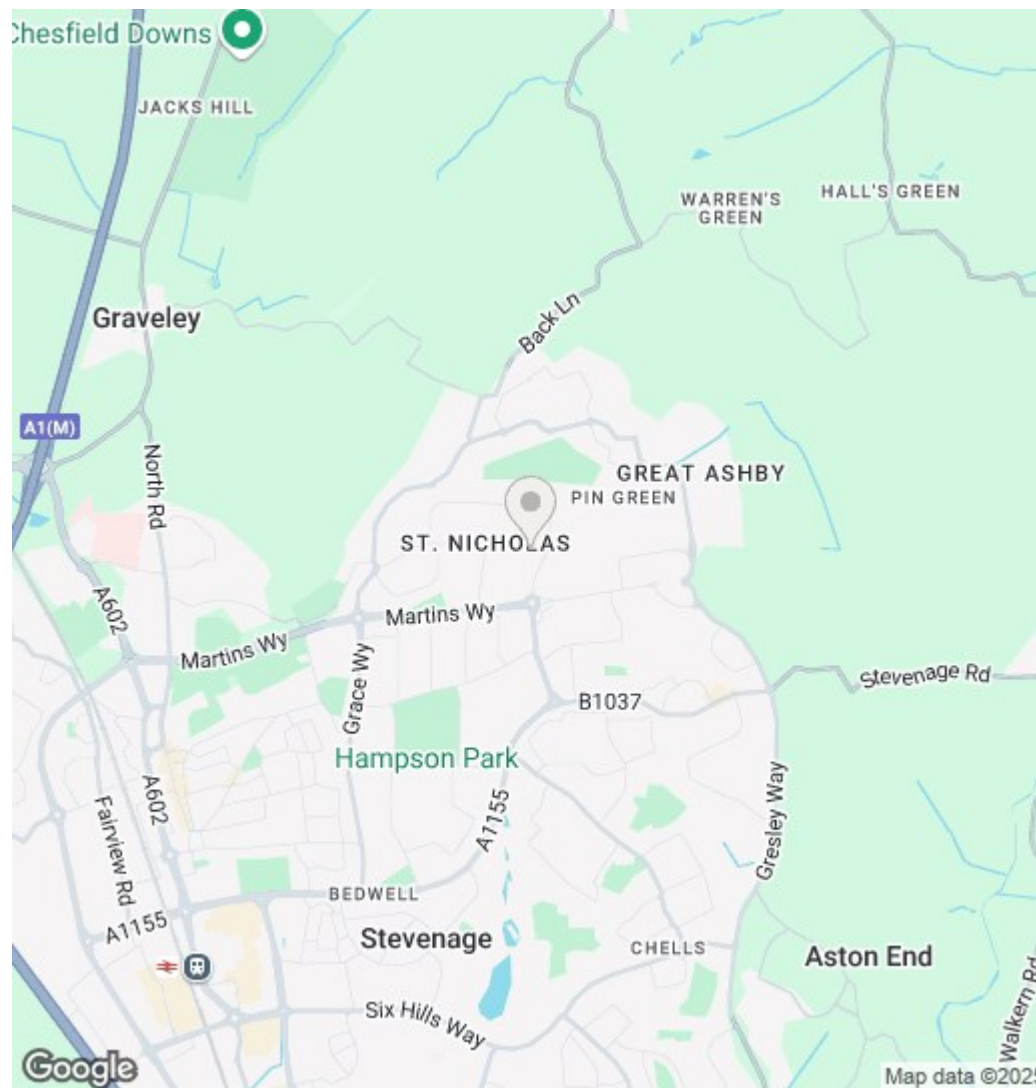 Chesfield Downs
JACKS HILL
WARREN'S
GREEN
HALL'S GREEN
Graveley
Back Ln
A1(M)
North Rd
GREAT ASHBY
PIN GREEN
ST. NICHOLAS
A602
Martins Wy
Martins Wy
Grace Wy
Stevenage Rd
B1037
Hampson Park
A602
Fairview Rd
A1155
Gresley Way
BEDWELL
A1155
Stevenage
CHELLS
Aston End
Six Hills Way
Walkern Rd
Google
Map data ©2025